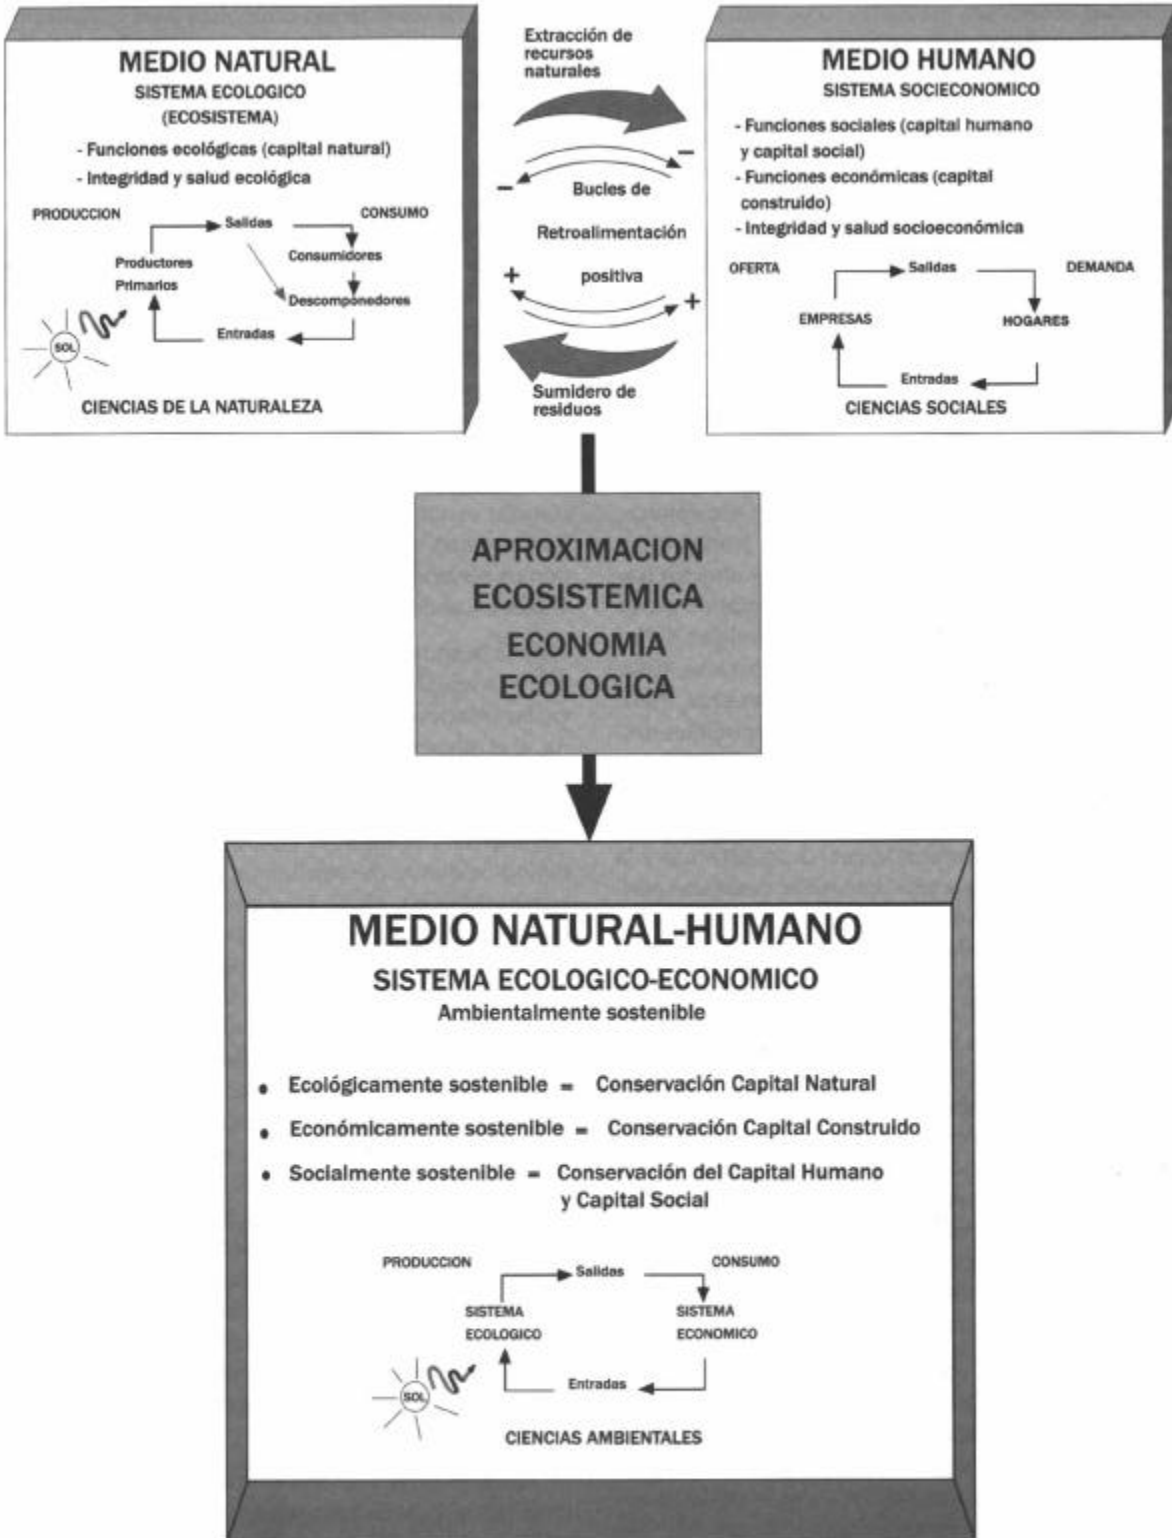 MEDIO NATURAL
SISTEMA ECOLOGICO
(ECOSISTEMA)
- Funciones ecológicas (capital natural)
- Integridad y salud ecológica
PRODUCCION
Salidas
CONSUMO
Productores
Primarios
Consumidores
Descomponedores
Entradas
SOL
CIENCIAS DE LA NATURALEZA
Extracción de
recursos
naturales
–
–
Bucles de
Retroalimentación
positiva
+
+
Sumidero de
residuos
MEDIO HUMANO
SISTEMA SOCIECONOMICO
- Funciones sociales (capital humano
y capital social)
- Funciones económicas (capital
construido)
- Integridad y salud socioeconómica
OFERTA
Salidas
DEMANDA
EMPRESAS
HOGARES
Entradas
CIENCIAS SOCIALES
APROXIMACION
ECOSISTEMICA
ECONOMIA
ECOLOGICA
MEDIO NATURAL-HUMANO
SISTEMA ECOLOGICO-ECONOMICO
Ambientalmente sostenible
• Ecológicamente sostenible = Conservación Capital Natural
• Económicamente sostenible = Conservación Capital Construido
• Socialmente sostenible = Conservación del Capital Humano
y Capital Social
PRODUCCION
Salidas
CONSUMO
SISTEMA
ECOLOGICO
SISTEMA
ECONOMICO
Entradas
SOL
CIENCIAS AMBIENTALES